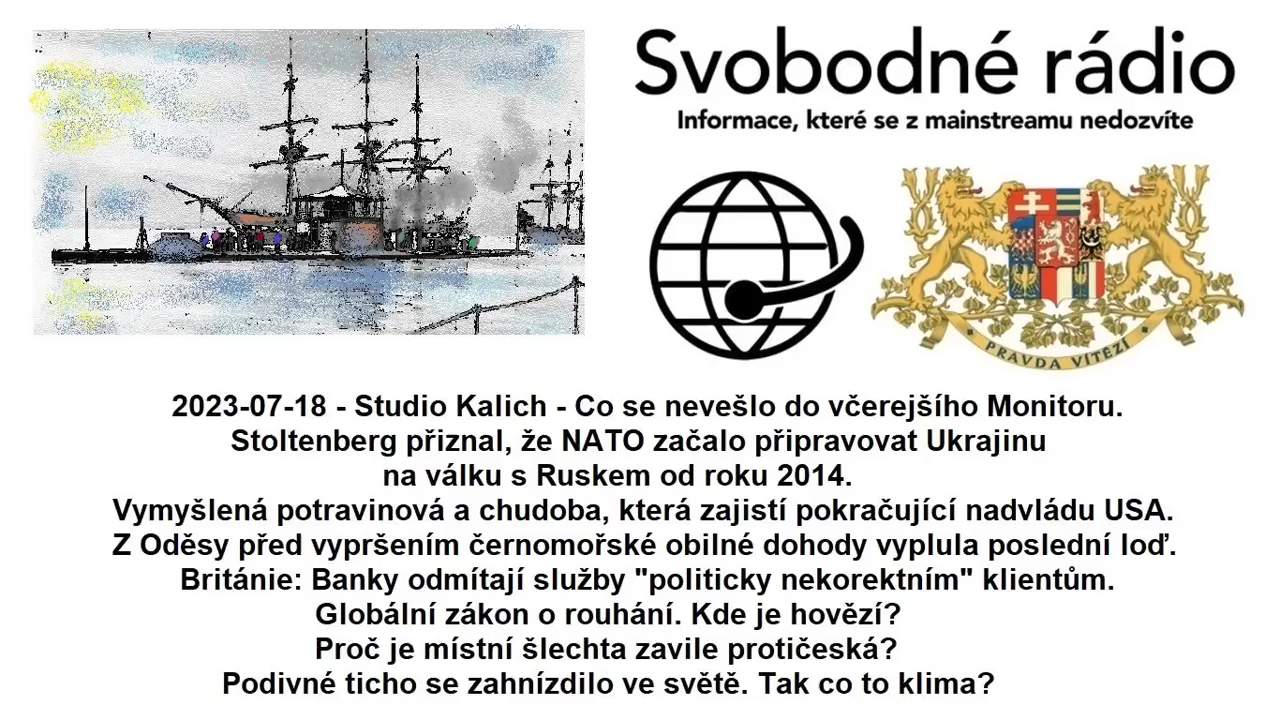 Svobodné rádio
Informace, které se z mainstreamu nedozvíte
PRAVDA VÍTĚZÍ
2023-07-18 - Studio Kalich - Co se nevešlo do včerejšího Monitoru.
Stoltenberg přiznal, že NATO začalo připravovat Ukrajinu
na válku s Ruskem od roku 2014.
Vymyšlená potravinová a chudoba, která zajistí pokračující nadvládu USA.
Z Oděsy před vypršením černomořské obilné dohody vyplula poslední loď.
Británie: Banky odmítají služby "politicky nekorektním" klientům.
Globální zákon o rouhání. Kde je hovězí?
Proč je místní šlechta zavile protičeská?
Podivné ticho se zahnízdilo ve světě. Tak co to klima?